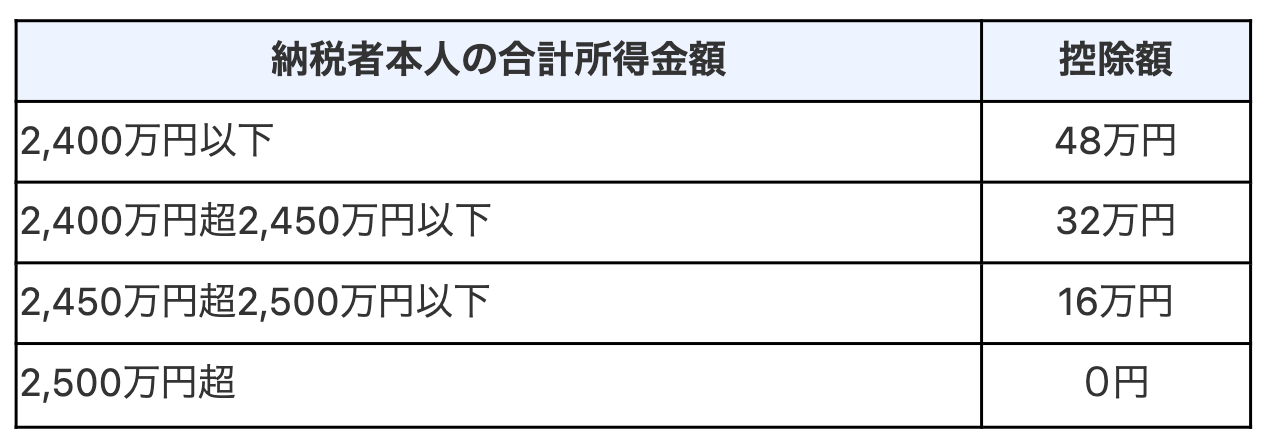 納税者本人の合計所得金額 控除額
2,400万円以下 48万円
2,400万円超2,450万円以下 32万円
2,450万円超2,500万円以下 16万円
2,500万円超 0円